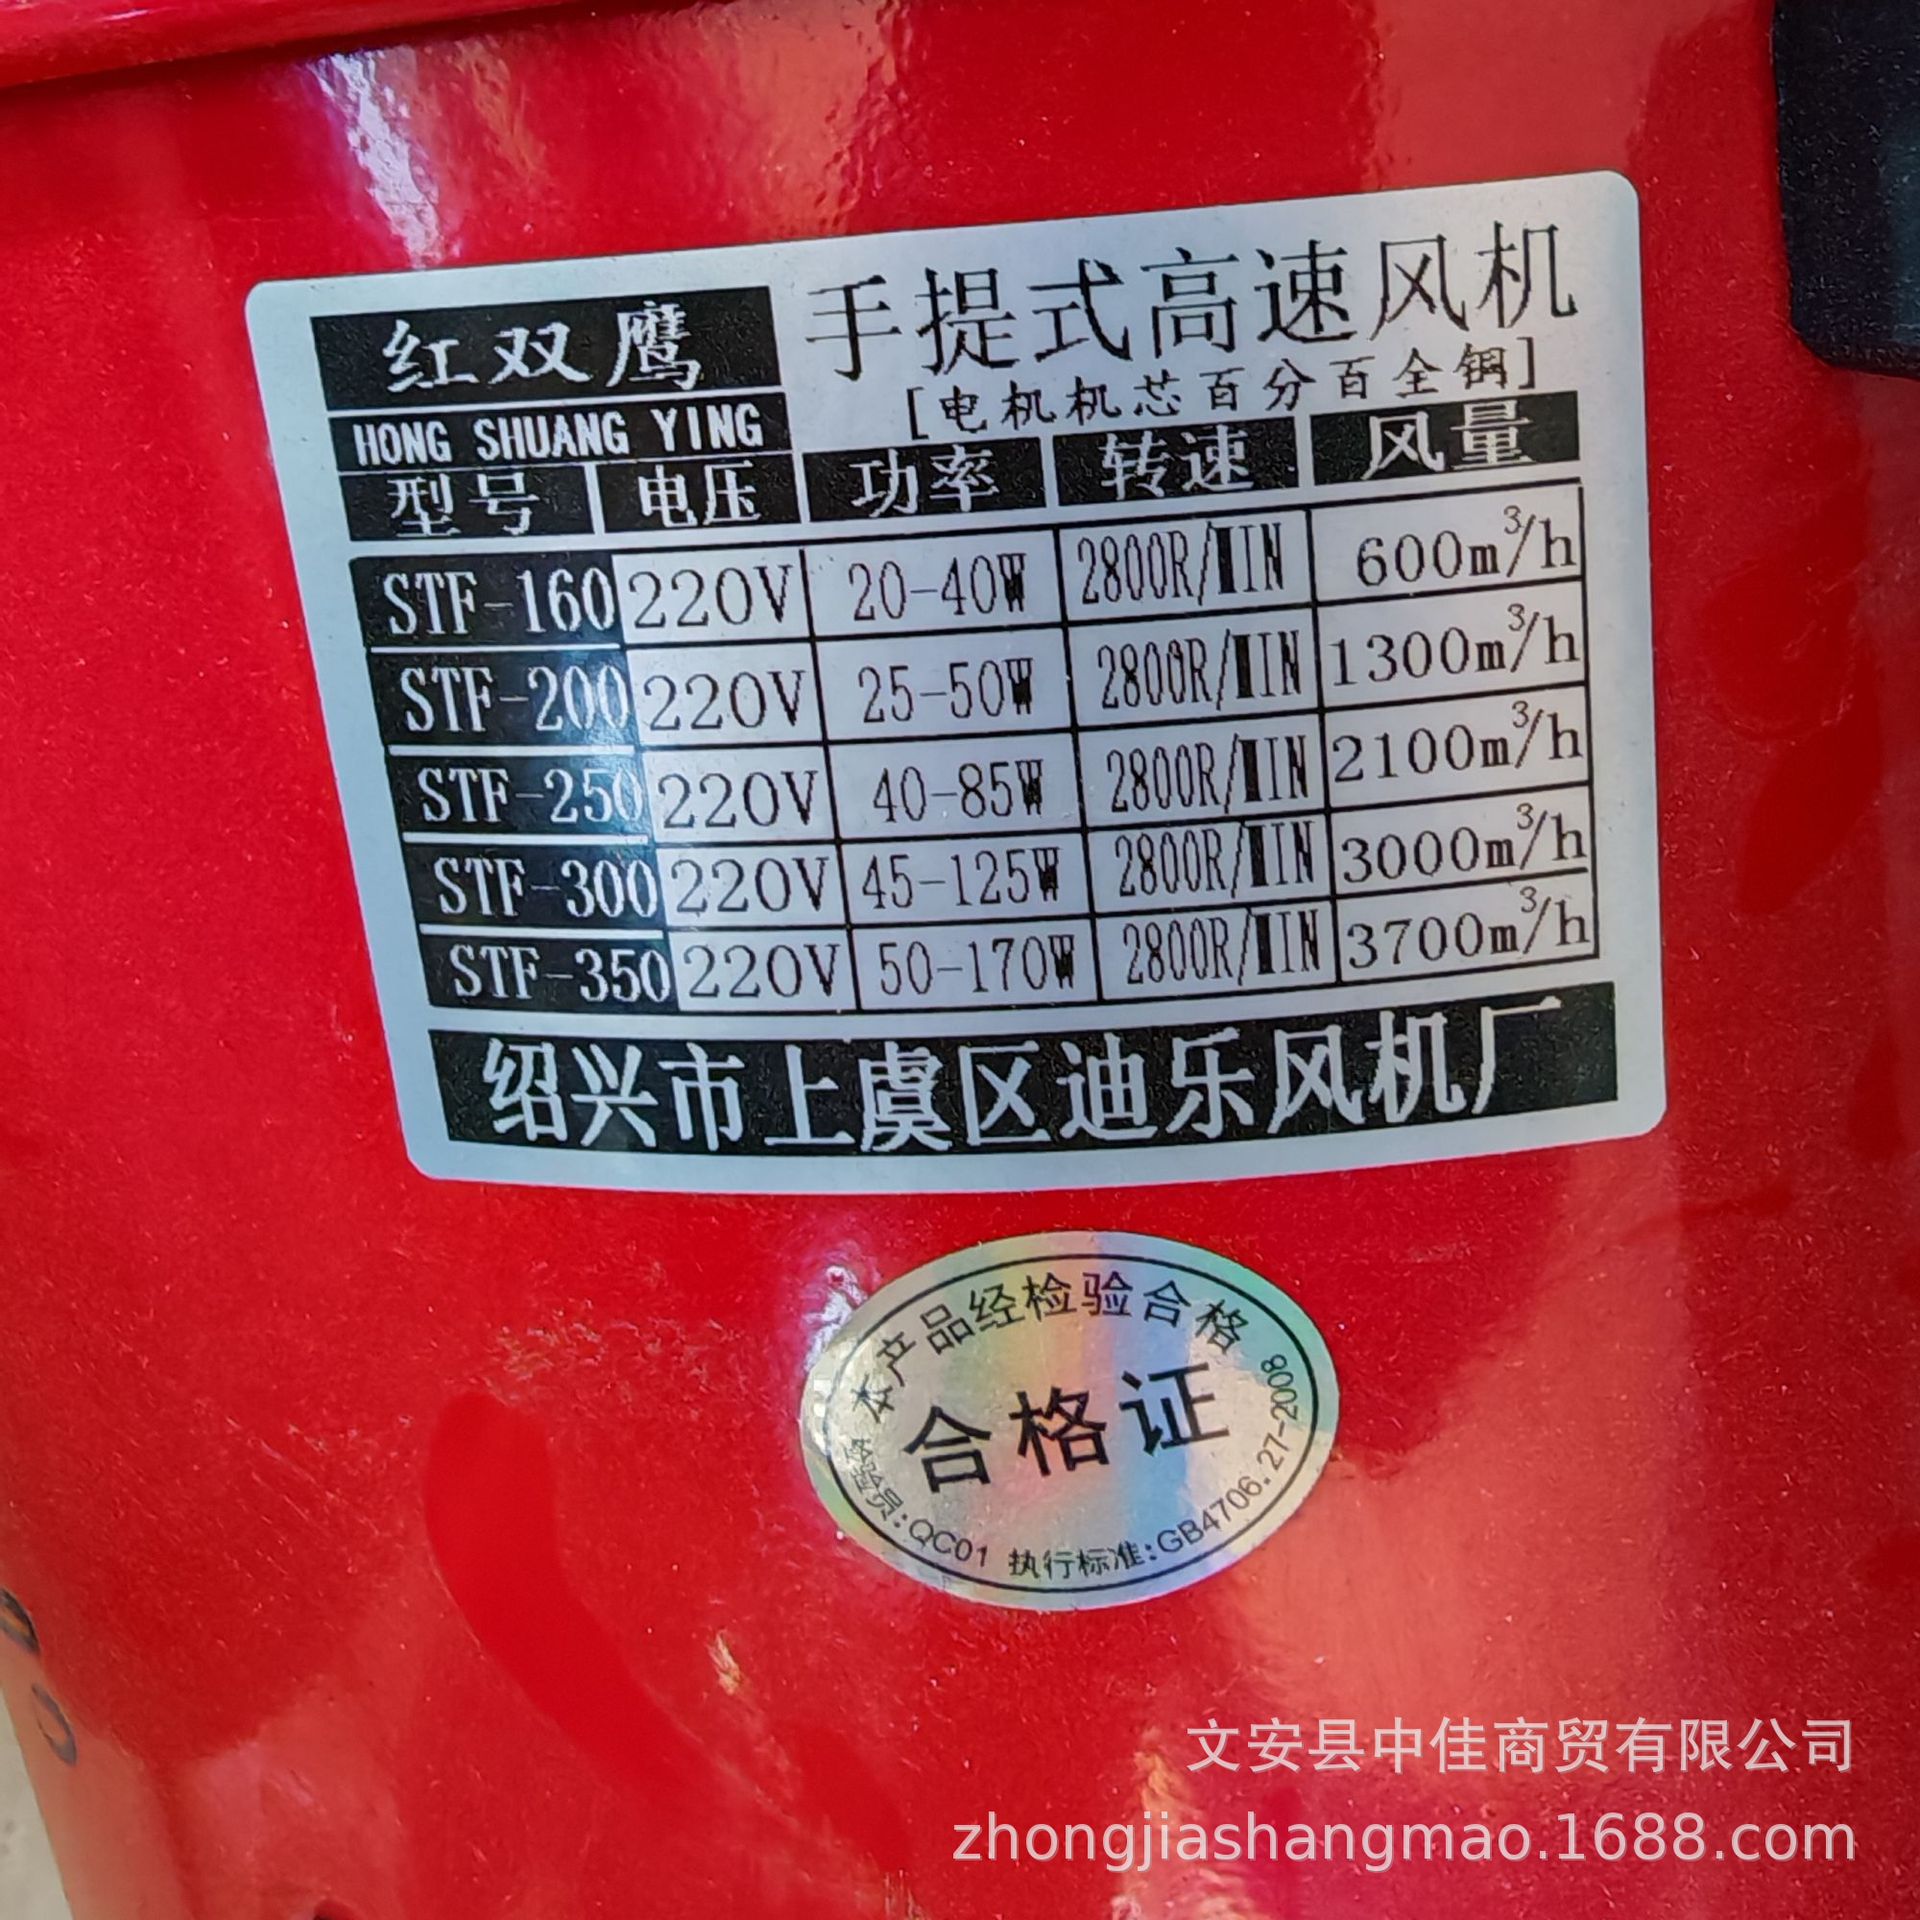 红双鹰
HONG SHUANG YING
手提式高速风机
[电机机芯百分百全铜]
型号 电压 功率 转速 风量
STF-160 220V 20-40W 2800R/MIN 600m³/h
STF-200 220V 25-50W 2800R/MIN 1300m³/h
STF-250 220V 40-85W 2800R/MIN 2100m³/h
STF-300 220V 45-125W 2800R/MIN 3000m³/h
STF-350 220V 50-170W 2800R/MIN 3700m³/h
绍兴市上虞区迪乐风机厂
本产品经检验合格
合格证
检验员:QC01 执行标准:GB4706.27-2008
文安县中佳商贸有限公司
zhongjiashangmao.1688.com